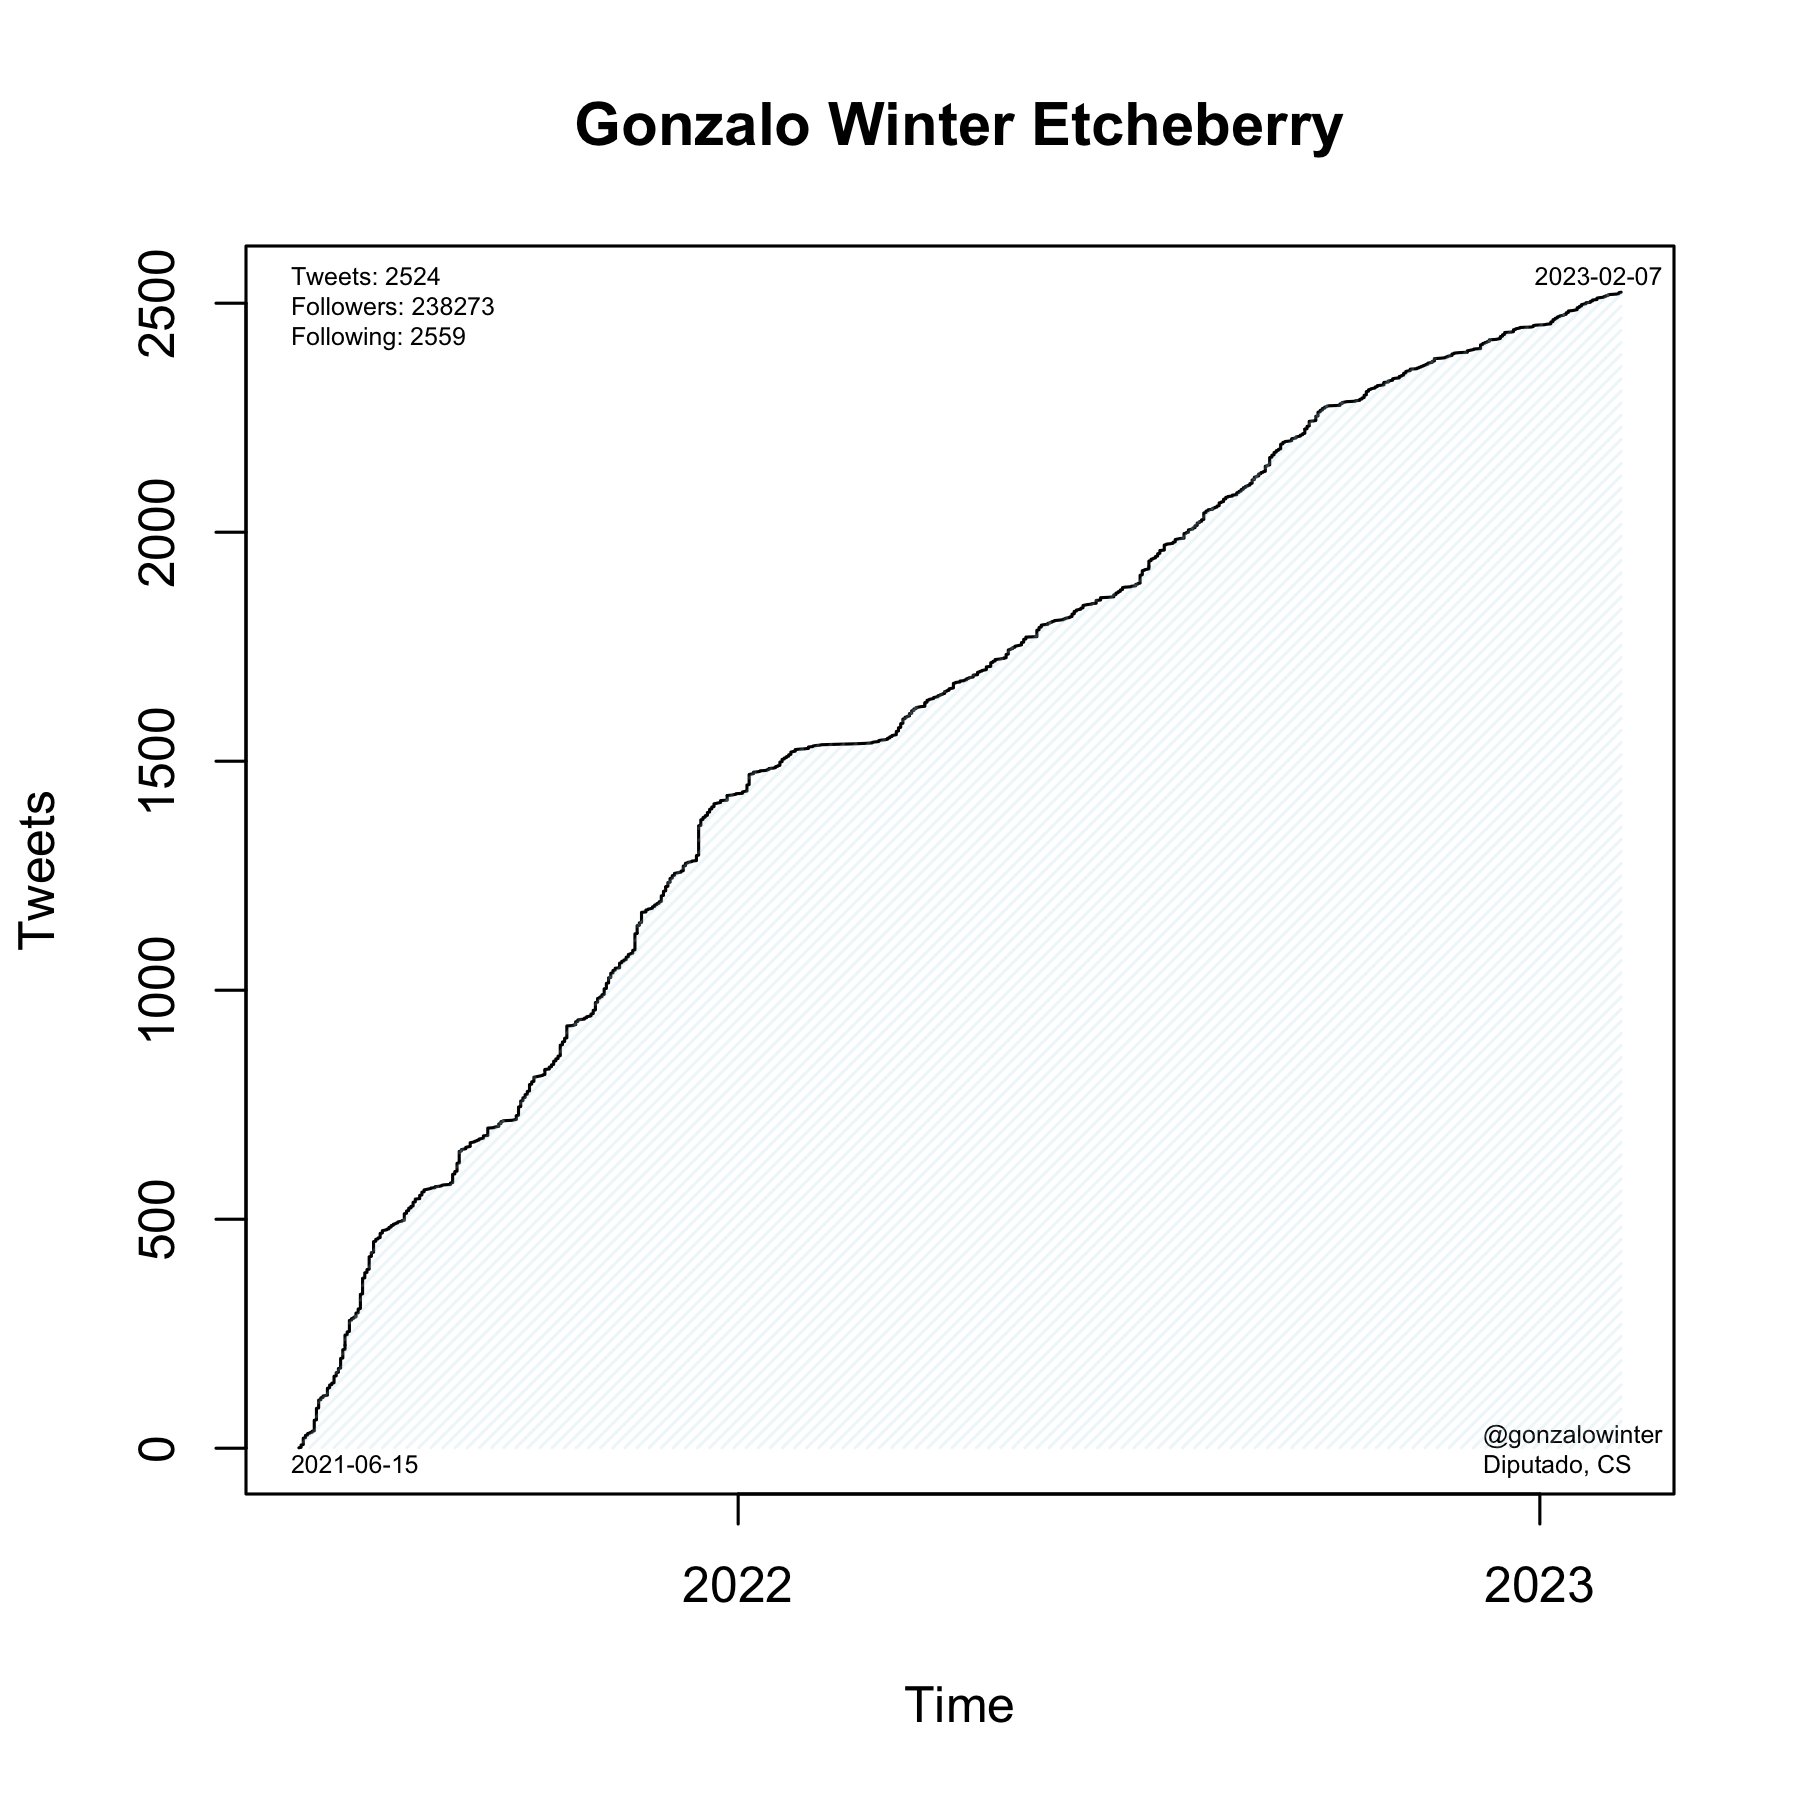 Gonzalo Winter Etcheberry
Tweets: 2524
Followers: 238273
Following: 2559
2023-02-07
2500
2000
1500
1000
500
0
Tweets
@gonzalowinter
Diputado, CS
2021-06-15
2022
2023
Time